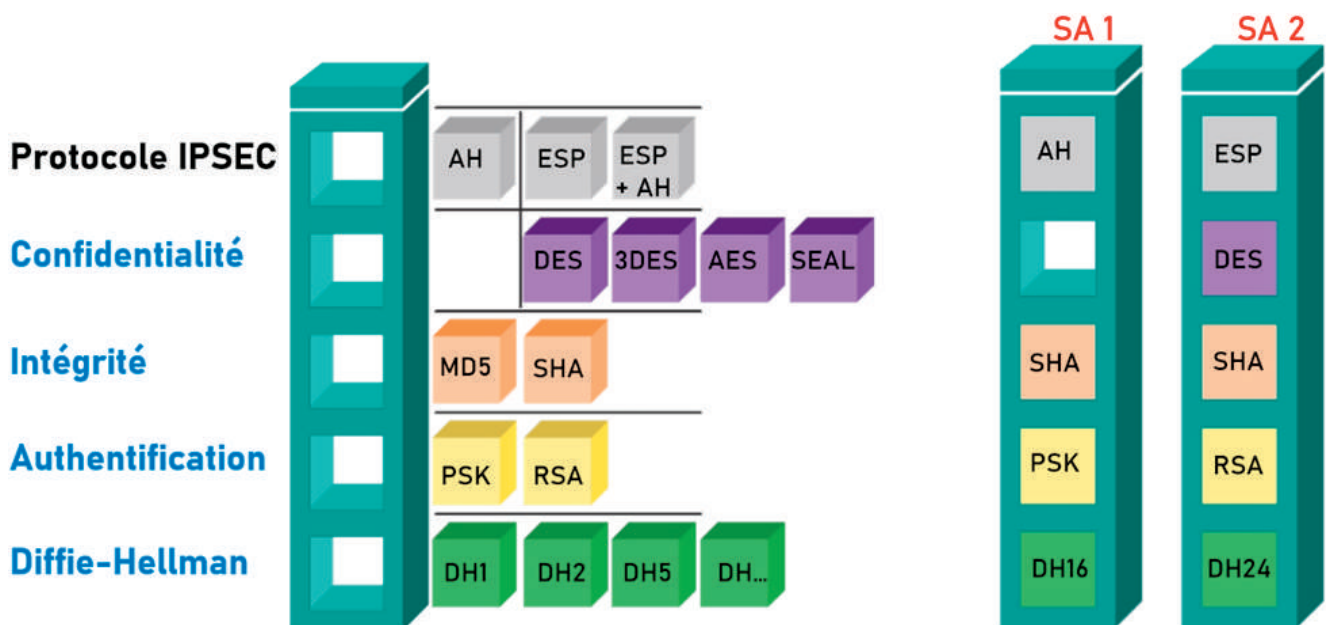 SA 1 SA 2
Protocole IPSEC
AH
ESP
ESP
+ AH
AH
ESP
Confidentialité
DES
3DES
AES
SEAL
DES
Intégrité
MD5
SHA
SHA
SHA
Authentification
PSK
RSA
PSK
RSA
Diffie-Hellman
DH1
DH2
DH5
DH...
DH16
DH24